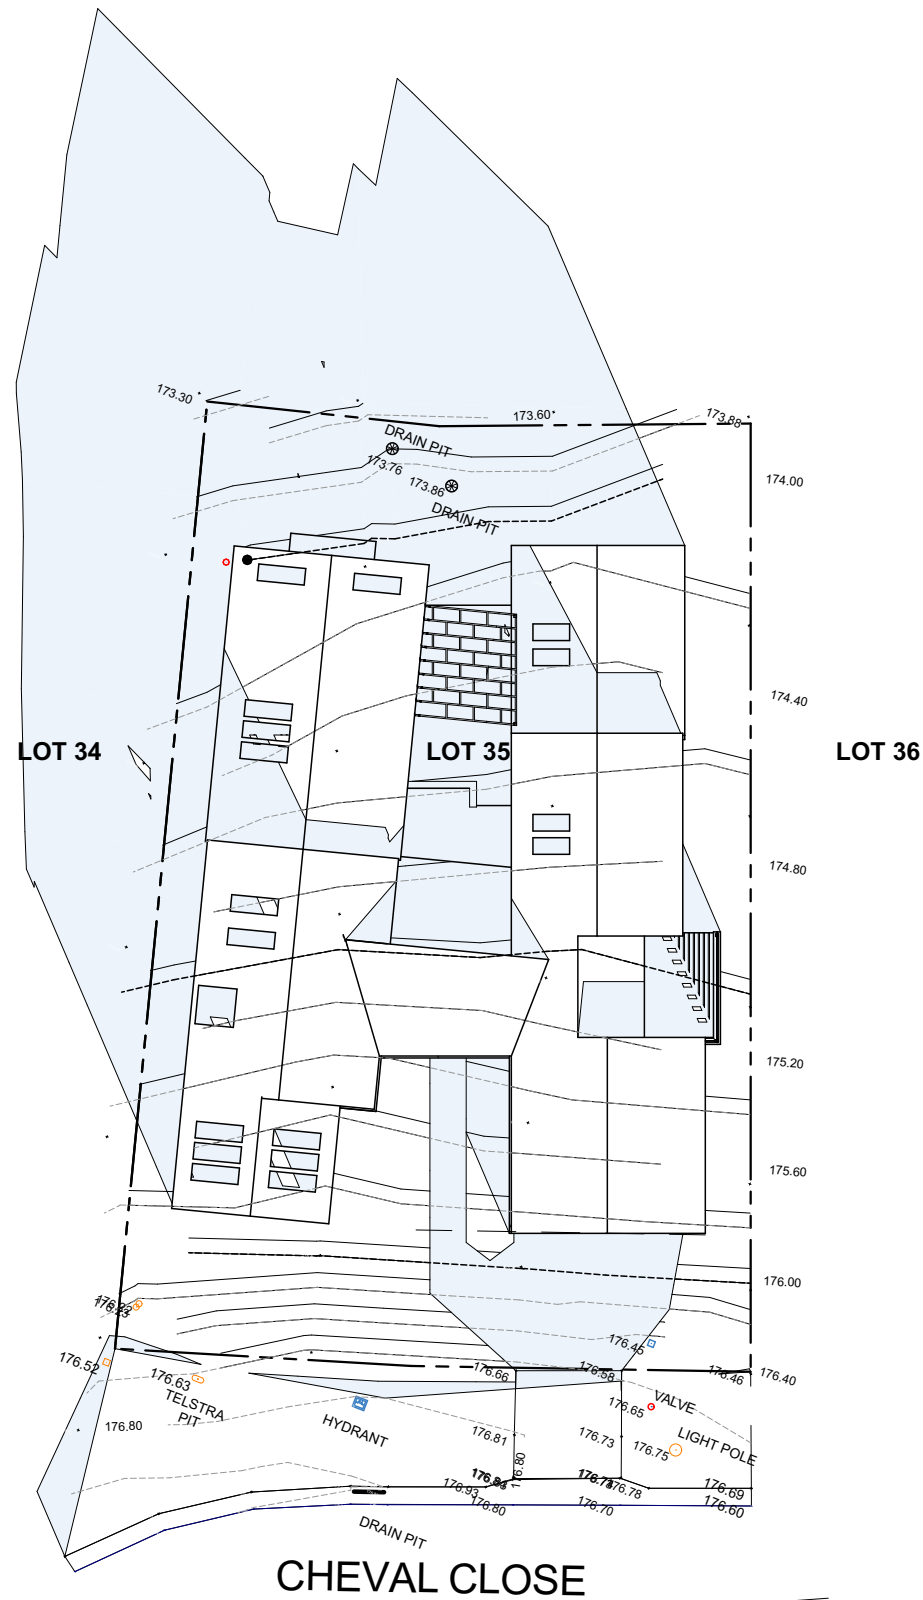 173.30
173.60
173.88
DRAIN PIT
173.76
174.00
173.86
DRAIN PIT
174.40
LOT 34
LOT 35
LOT 36
174.80
175.20
175.60
176.00
176.45
176.52
176.63
TELSTRA
PIT
176.66
176.58
176.46
176.40
VALVE
176.65
176.80
HYDRANT
176.81
176.73
176.75
LIGHT POLE
176.80
176.93
176.78
176.69
176.80
176.70
176.60
DRAIN PIT
CHEVAL CLOSE